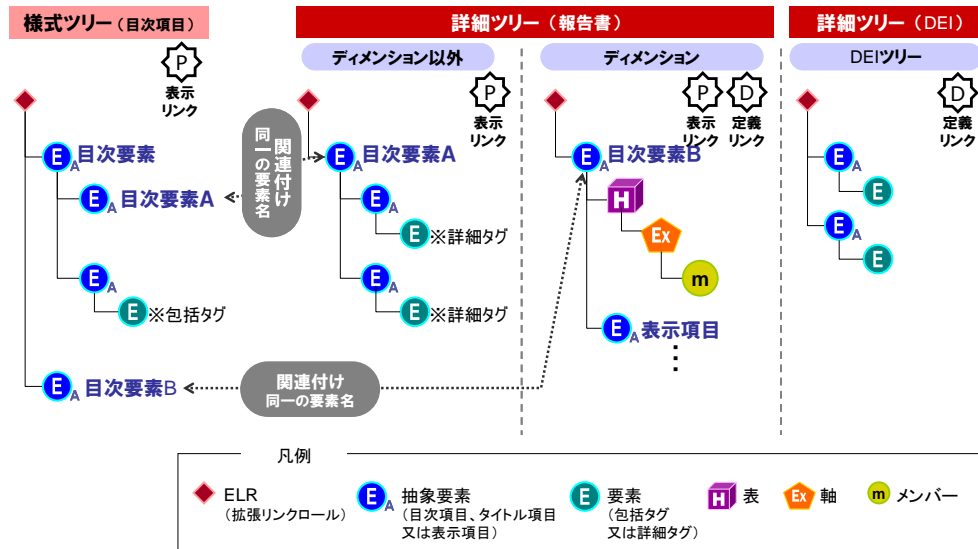 様式ツリー（目次項目）
詳細ツリー（報告書）
詳細ツリー（DEI）
ディメンション以外
ディメンション
DEIツリー
P
表示
リンク
P
表示
リンク
P
表示
リンク
D
定義
リンク
D
定義
リンク
E A 目次要素
E A 目次要素A
E A
E ※包括タグ
E A 目次要素B
関連付け
同一の要素名
E A 目次要素A
E A
E ※詳細タグ
E A
E ※詳細タグ
関連付け
同一の要素名
E A 目次要素B
H
Ex
m
E A 表示項目
E A
E
E A
E
凡例
ELR
（拡張リンクロール）
E A 抽象要素
（目次項目、タイトル項目
又は表示項目）
E 要素
（包括タグ
又は詳細タグ）
H 表
Ex 軸
m メンバー